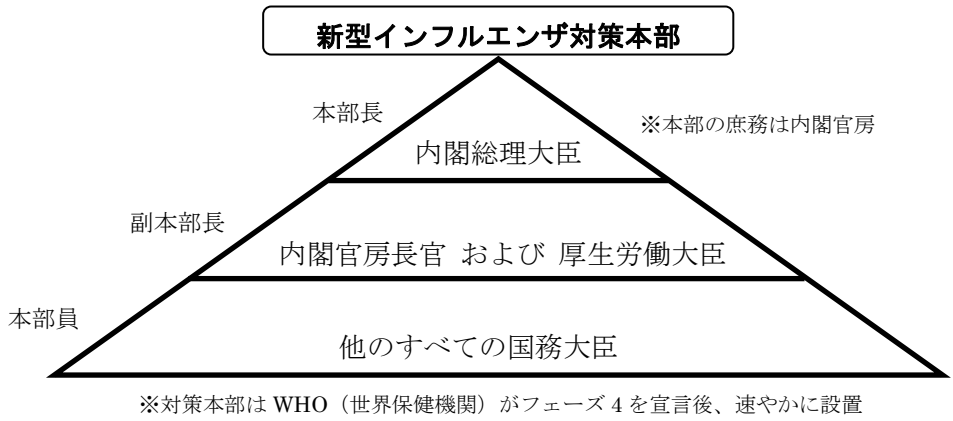 新型インフルエンザ対策本部
本部長
※本部の庶務は内閣官房
内閣総理大臣
副本部長
内閣官房長官 および 厚生労働大臣
本部員
他のすべての国務大臣
※対策本部は WHO（世界保健機関）がフェーズ 4 を宣言後、速やかに設置